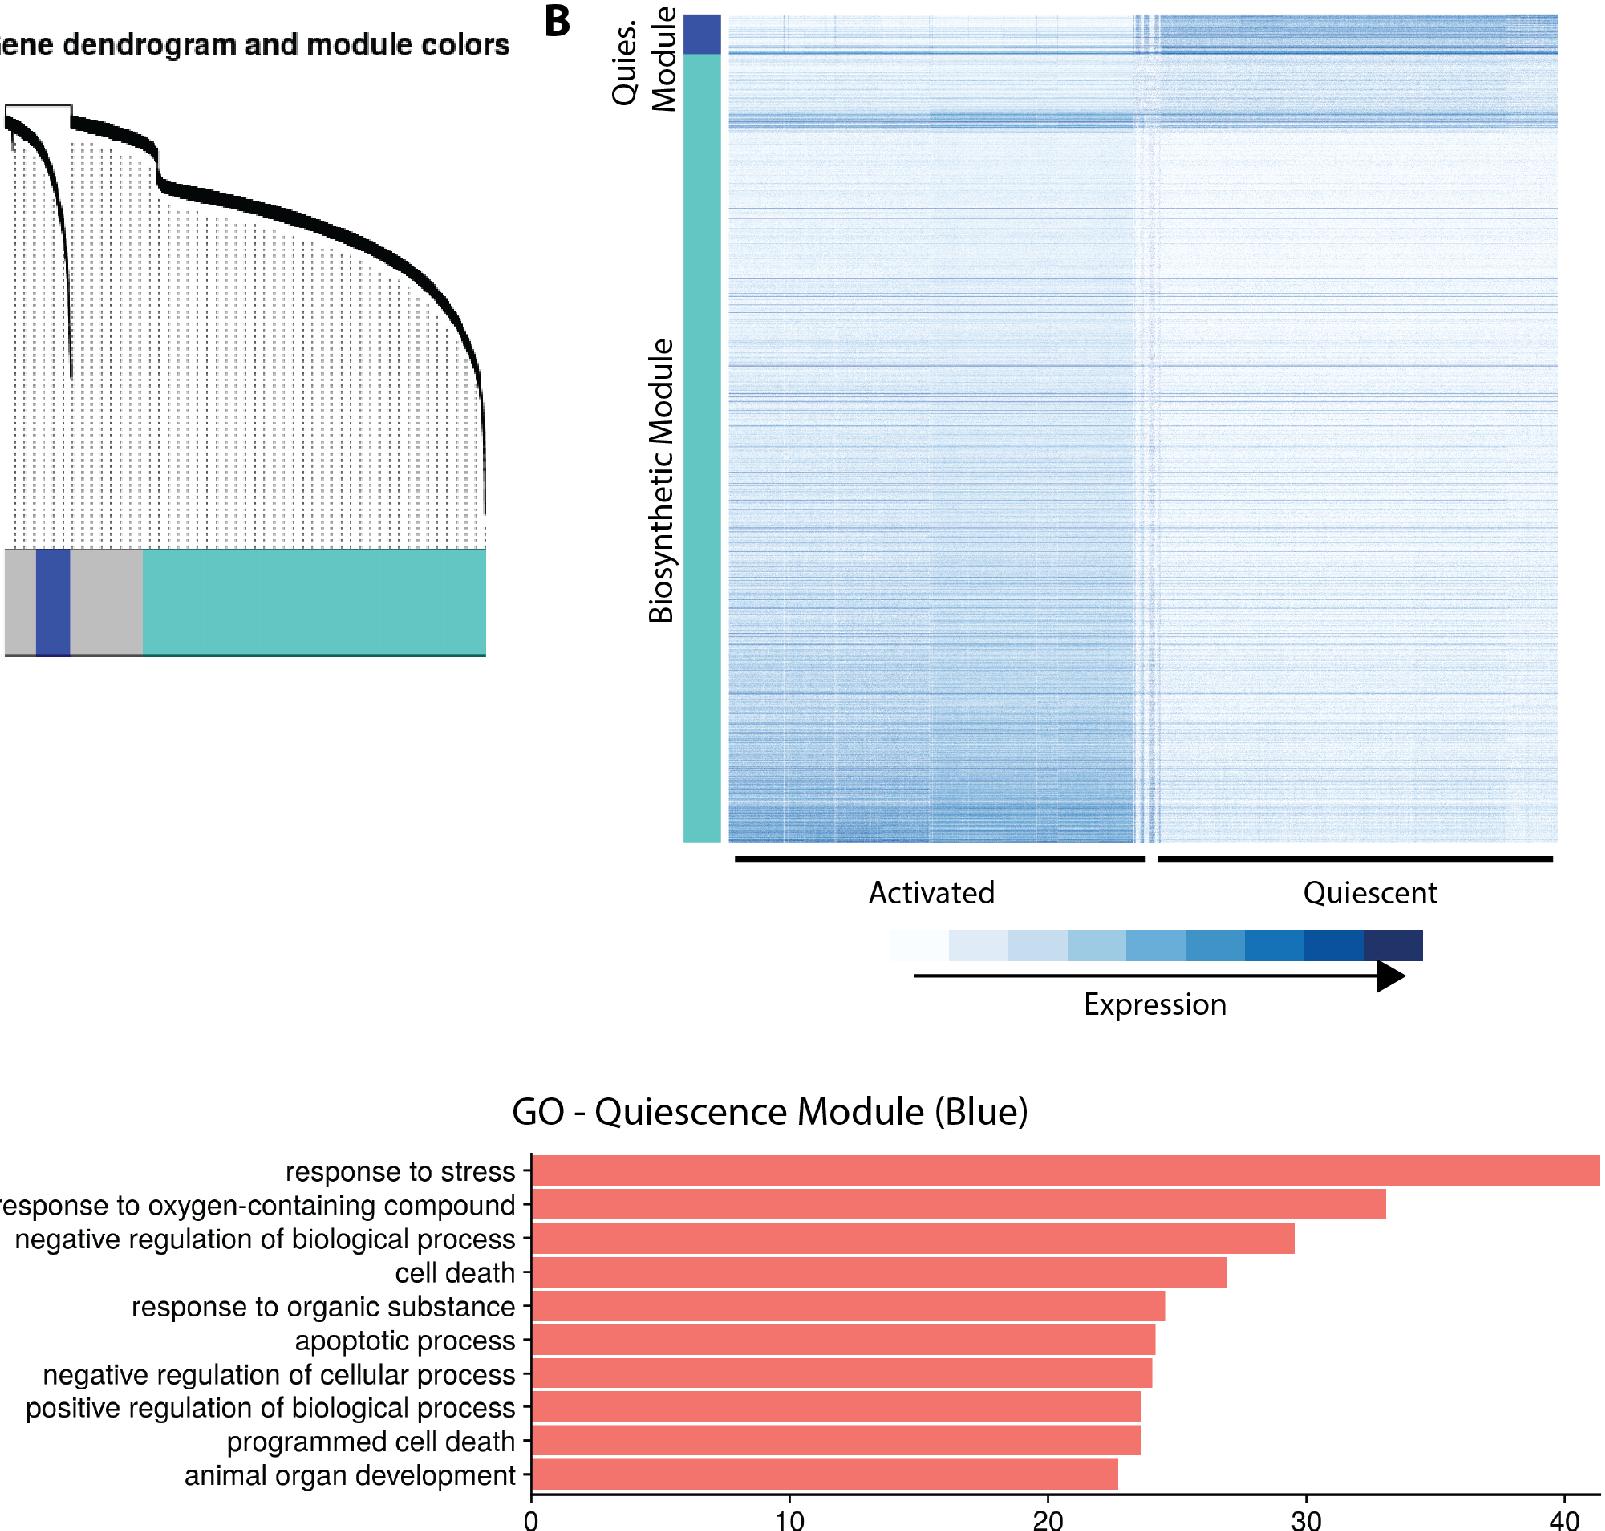 ene dendrogram and module colors
B
Quies.
Module
Biosynthetic Module
Activated
Quiescent
Expression
GO - Quiescence Module (Blue)
response to stress
response to oxygen-containing compound
negative regulation of biological process
cell death
response to organic substance
apoptotic process
negative regulation of cellular process
positive regulation of biological process
programmed cell death
animal organ development
0 10 20 30 40